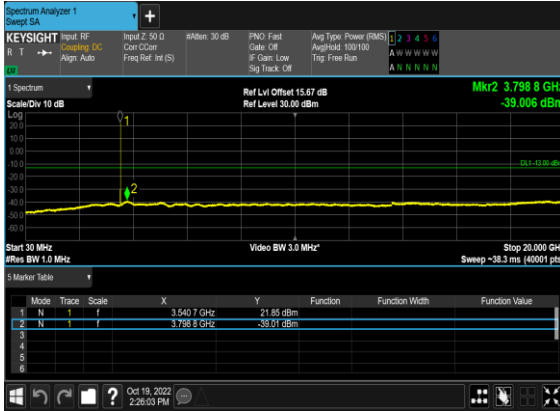 Spectrum Analyzer 1
Swept SA
+
KEYSIGHT Input: RF Input Z: 50 Ω #Atten: 30 dB PNO: Fast Avg Type: Power (RMS) 1 2 3 4 5 6
R T Coupling: DC Corr CCorr Gate: Off Avg|Hold: 100/100 A W W W W W
Align: Auto Freq Ref: Int (S) IF Gain: Low Trig: Free Run
Sig Track: Off A N N N N N
1 Spectrum Ref Lvl Offset 15.67 dB Mkr2 3.798 8 GHz
Scale/Div 10 dB Ref Level 30.00 dBm -39.006 dBm
Log
20.0
10.0
0.00
-10.0
-20.0
-30.0
-40.0
-50.0
-60.0
1
2
DL1 -13.00 dBm
Start 30 MHz Video BW 3.0 MHz* Stop 20.000 GHz
#Res BW 1.0 MHz Sweep ~38.3 ms (40001 pts)
5 Marker Table
Mode Trace Scale X Y Function Function Width Function Value
1 N 1 f 3.540 7 GHz 21.85 dBm
2 N 1 f 3.798 8 GHz -39.01 dBm
3
4
5
6
? Oct 19, 2022
2:26:03 PM